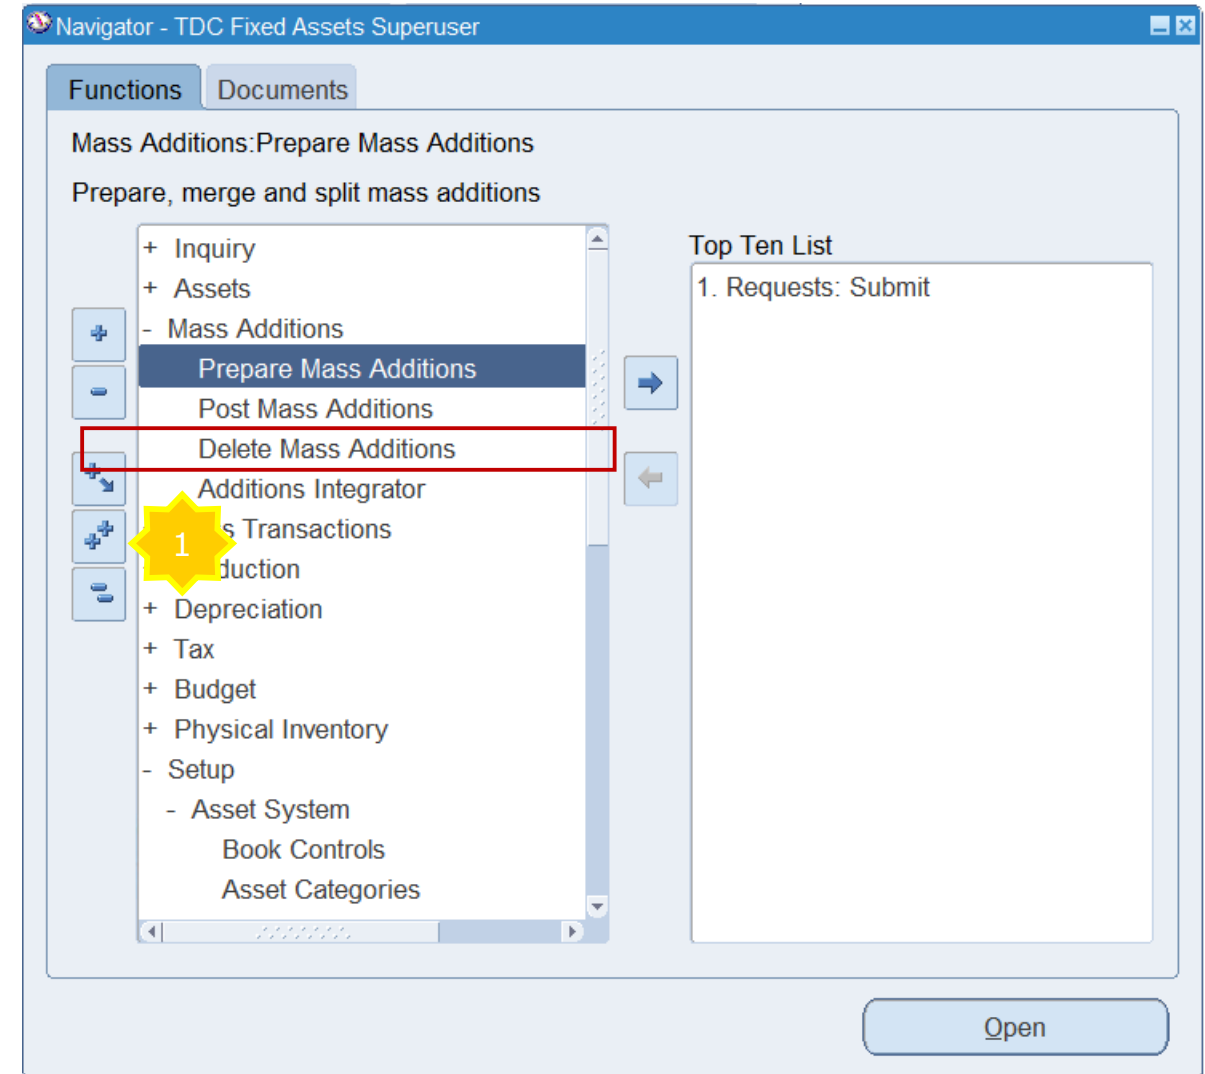 Navigator - TDC Fixed Assets Superuser
Functions
Documents
Mass Additions:Prepare Mass Additions
Prepare, merge and split mass additions
+ Inquiry
+ Assets
- Mass Additions
Prepare Mass Additions
Post Mass Additions
Delete Mass Additions
Additions Integrator
Transactions
+ Depreciation
+ Tax
+ Budget
+ Physical Inventory
- Setup
- Asset System
Book Controls
Asset Categories
1
Top Ten List
1. Requests: Submit
Open